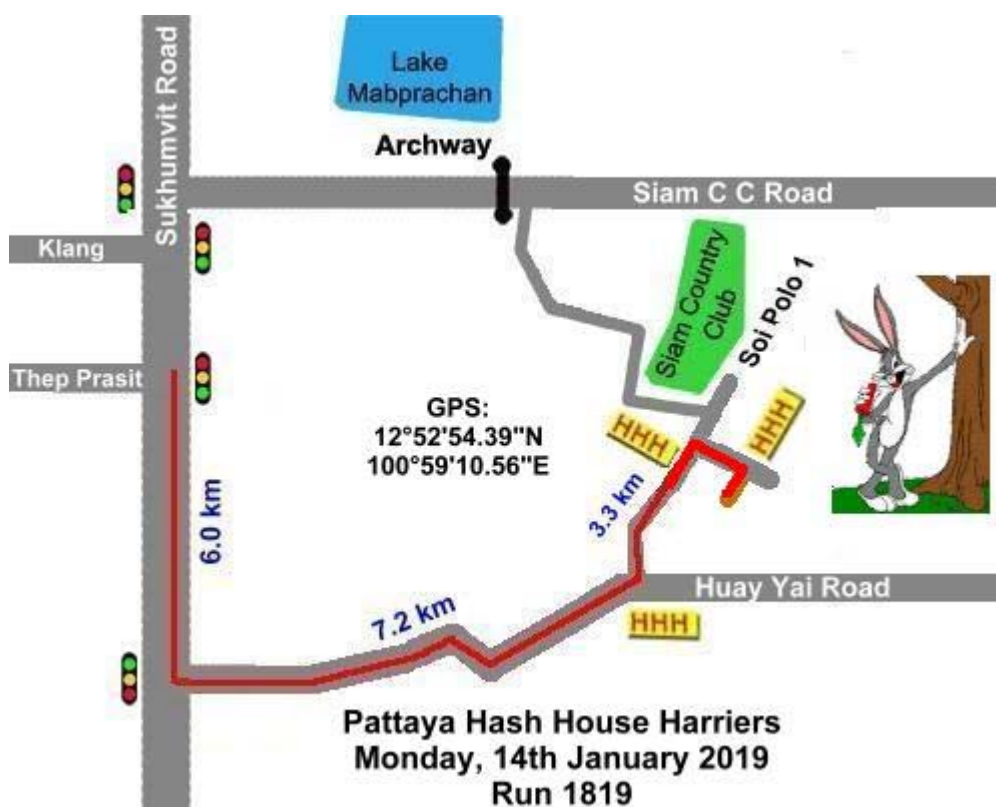 Sukhumvit Road
Lake
Mabprachan
Archway
Siam C C Road
Klang
Siam Country
Club
Soi Polo 1
Thep Prasit
GPS:
12°52'54.39"N
100°59'10.56"E
HHH
HHH
6.0 km
3.3 km
7.2 km
Huay Yai Road
HHH
Pattaya Hash House Harriers
Monday, 14th January 2019
Run 1819